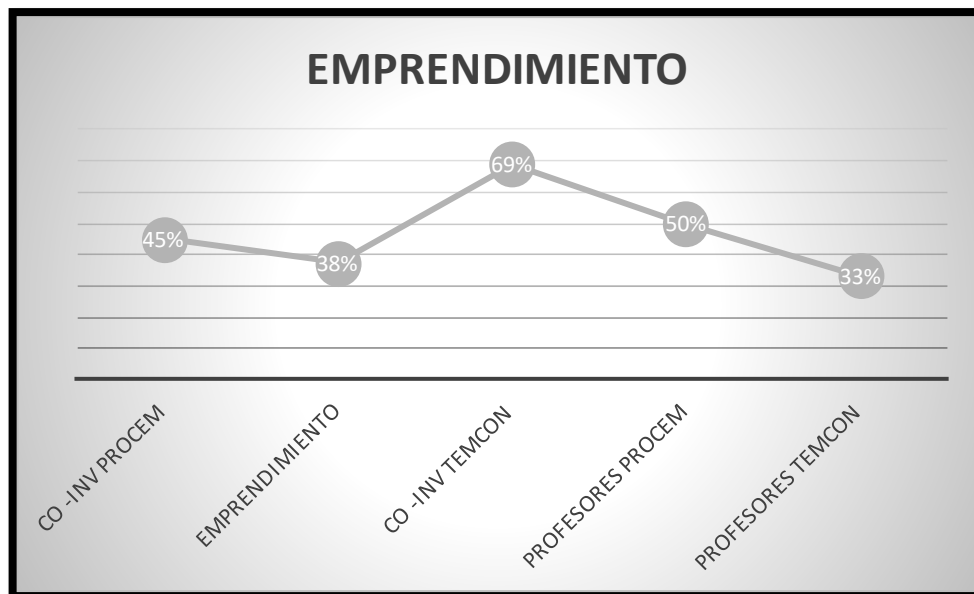 EMPRENDIMIENTO
45%
38%
69%
50%
33%
CO -INV PROCEM
EMPRENDIMIENTO
CO -INV TEMCON
PROFESORES PROCEM
PROFESORES TEMCON